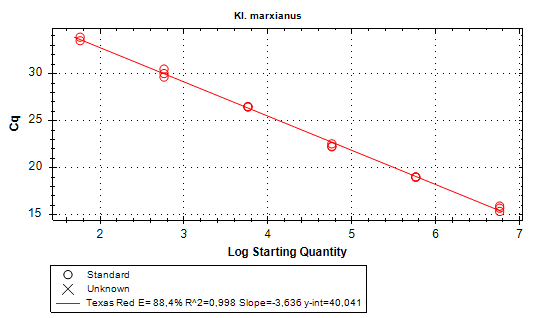 Kl. marxianus
30
25
20
15
Cq
2 3 4 5 6 7
Log Starting Quantity
Standard
Unknown
Texas Red E= 88,4% R^2=0,998 Slope=-3,636 y-int=40,041